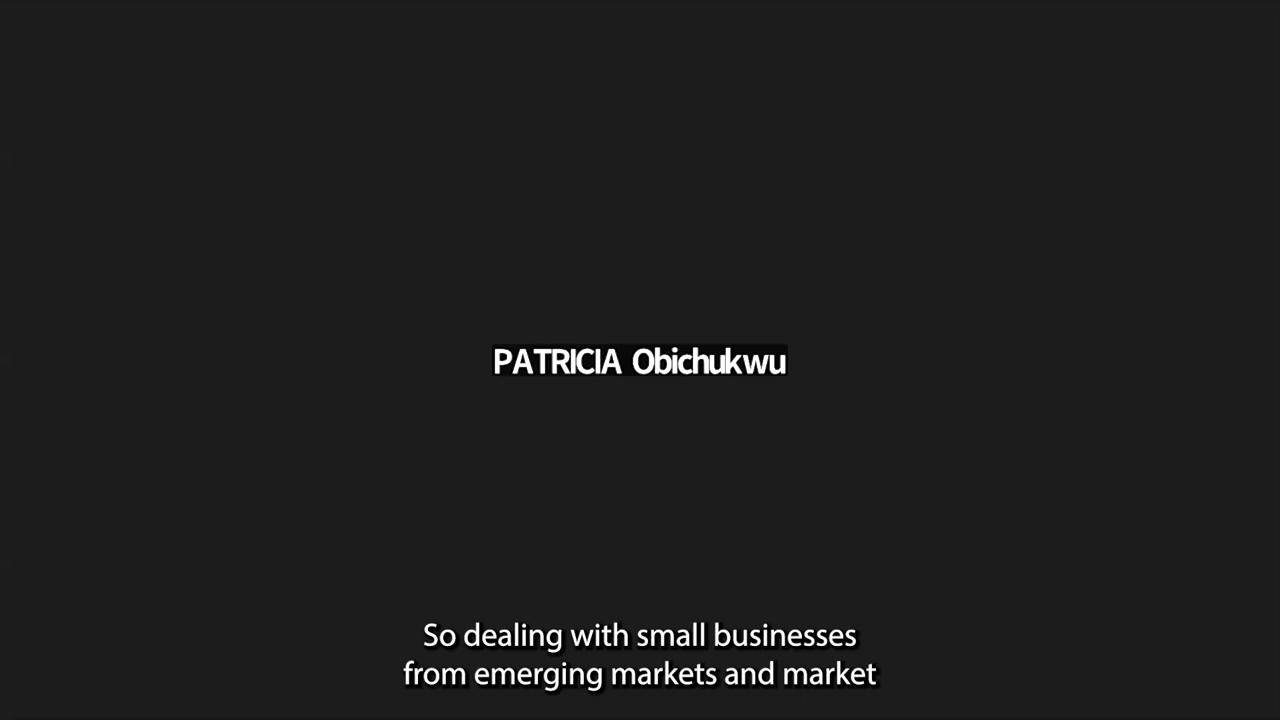 PATRICIA Obichukwu
So dealing with small businesses
from emerging markets and market